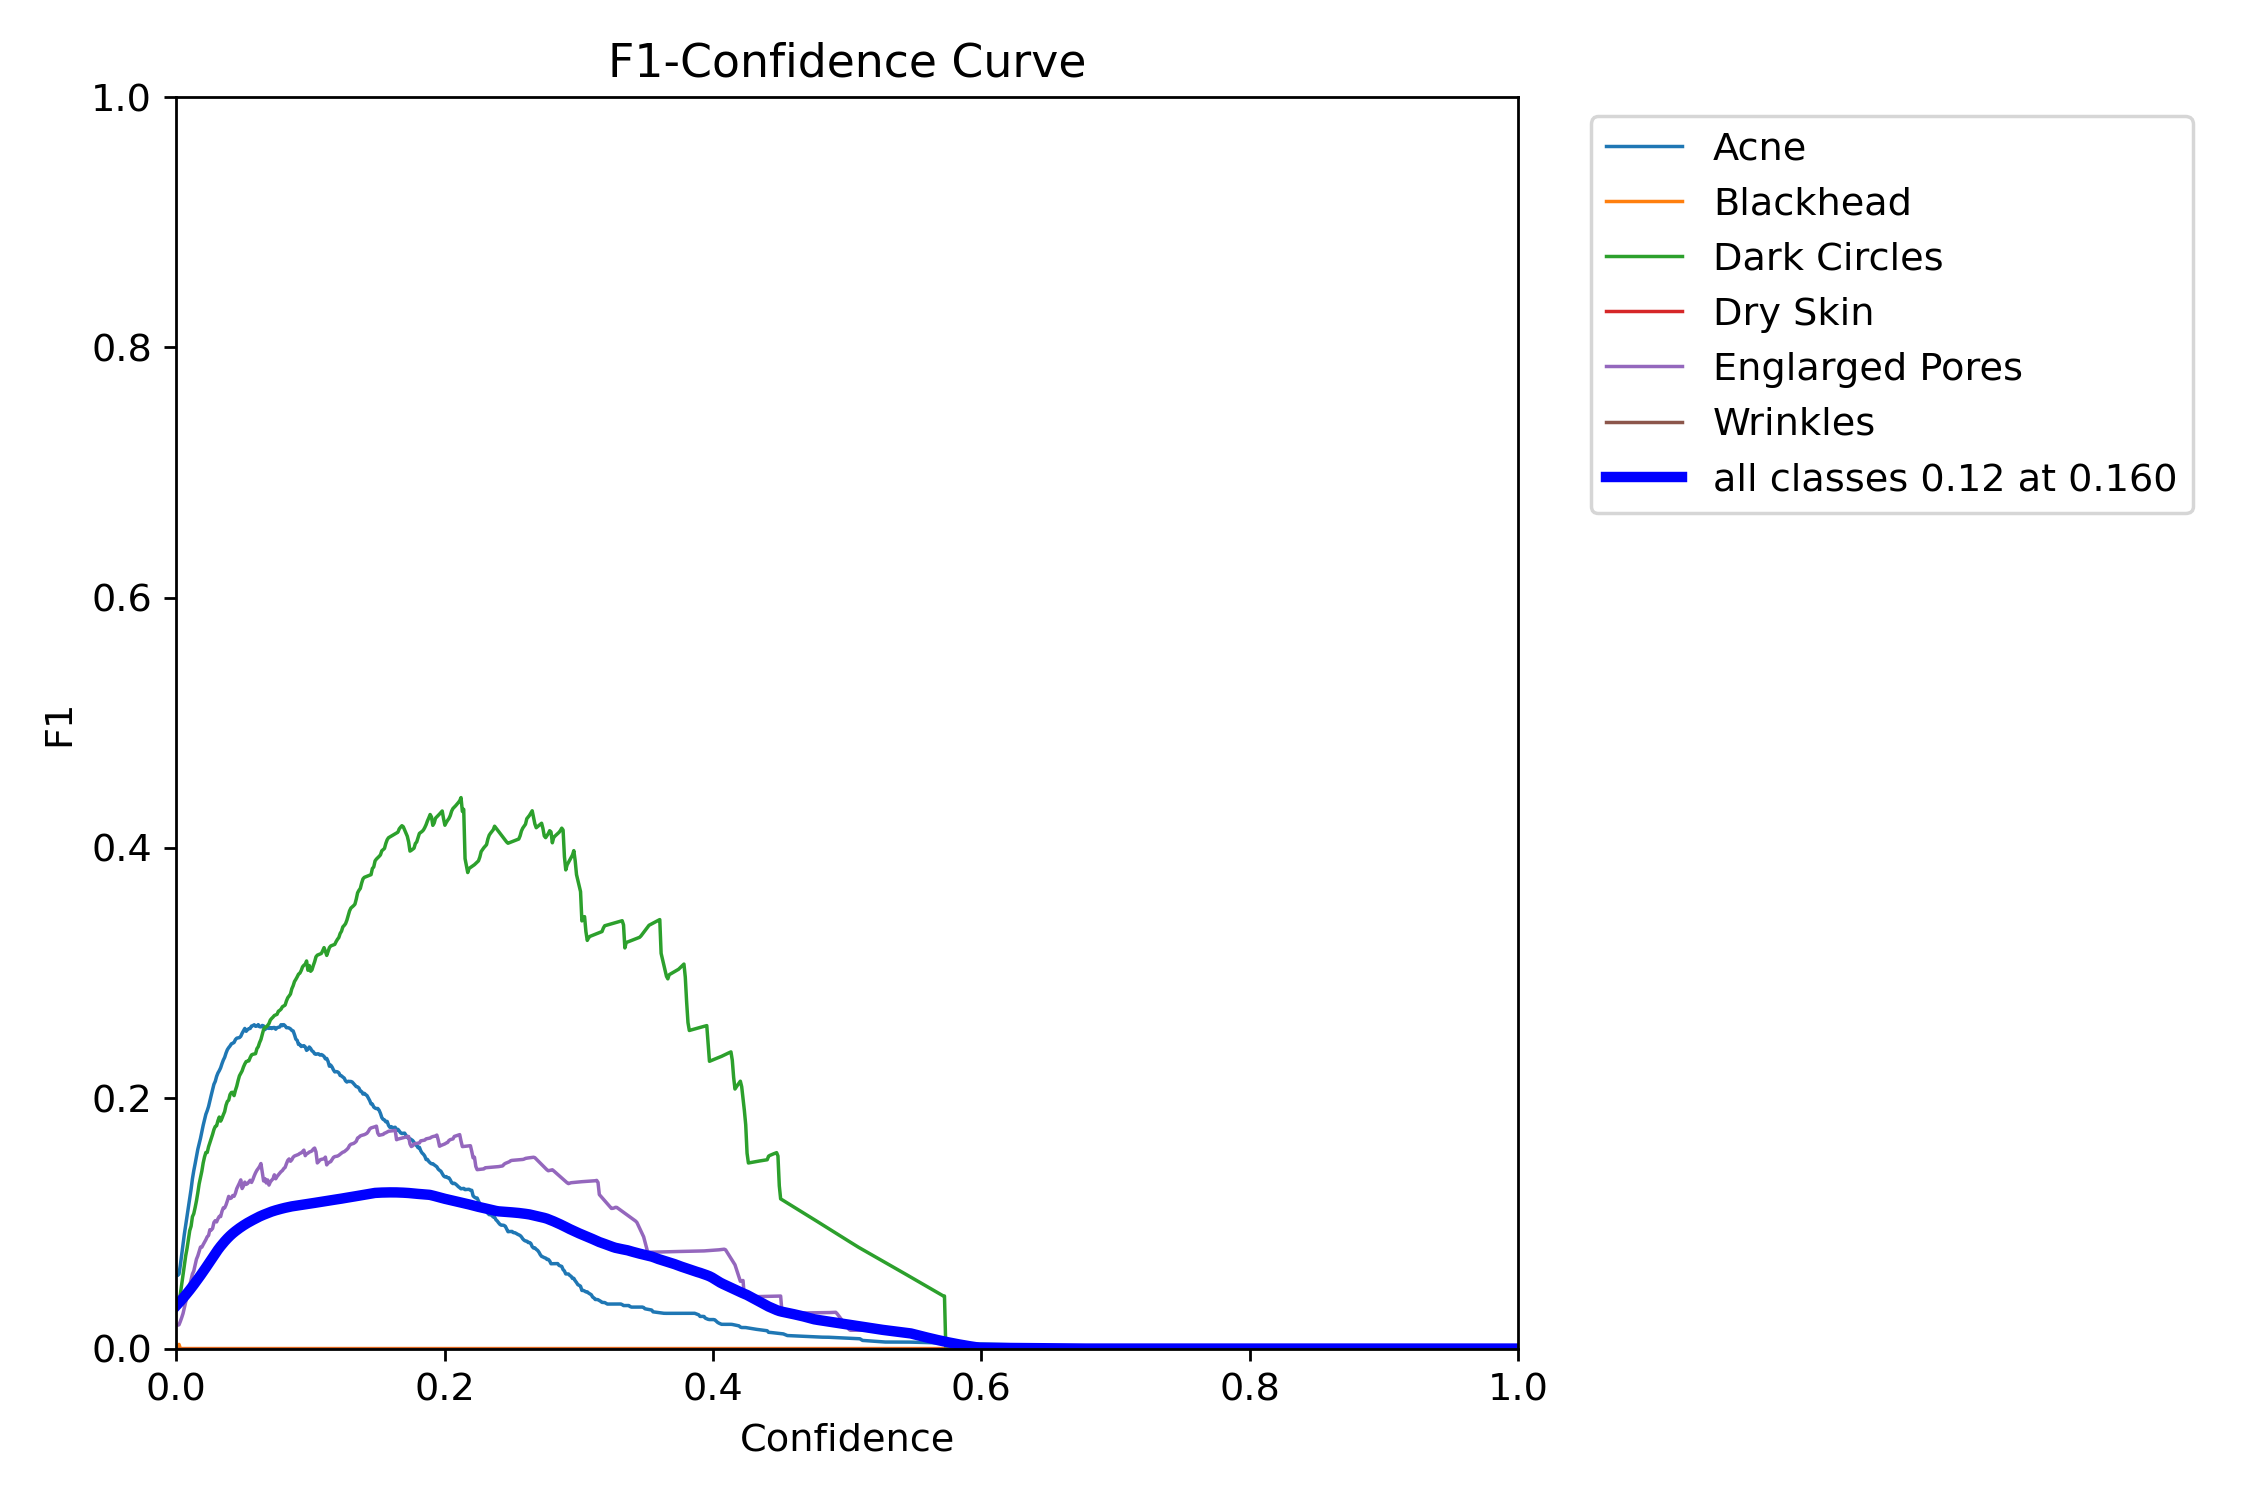 F1-Confidence Curve
1.0
0.8
0.6
0.4
0.2
0.0
F1
0.0 0.2 0.4 0.6 0.8 1.0
Confidence
Acne
Blackhead
Dark Circles
Dry Skin
Englarged Pores
Wrinkles
all classes 0.12 at 0.160